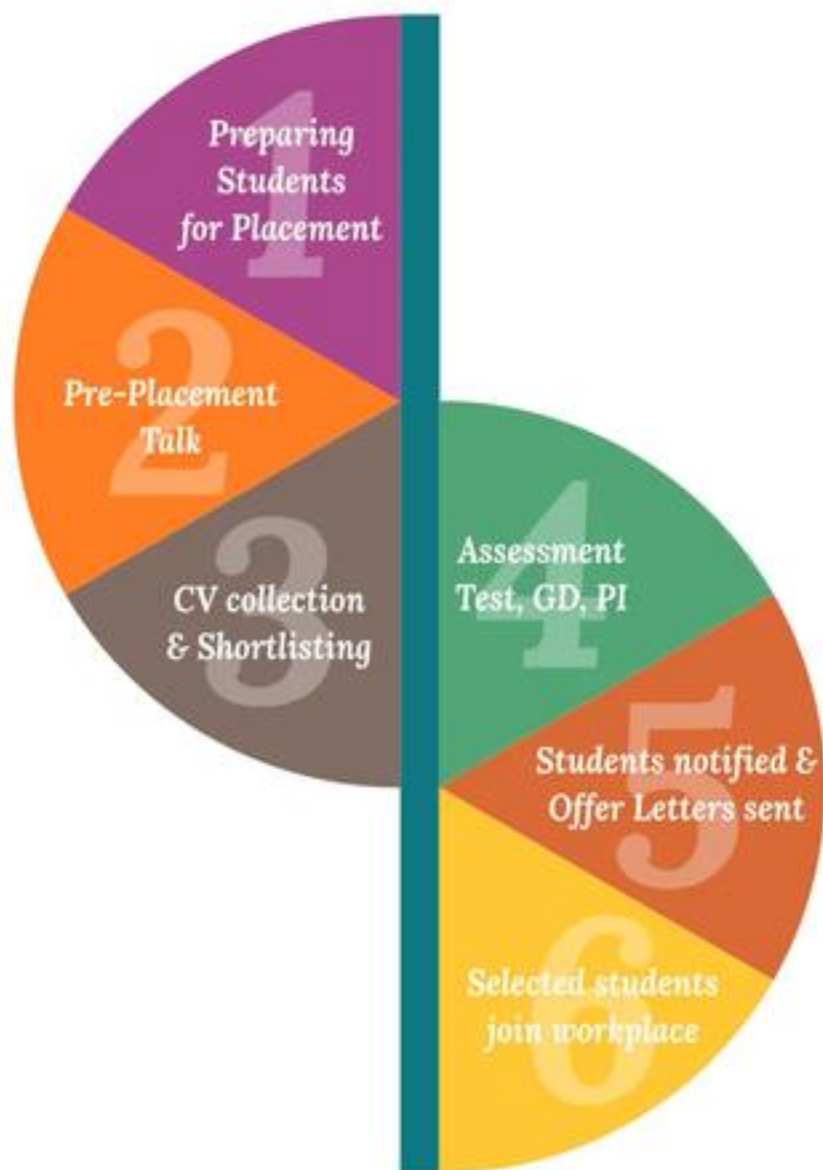 1
Preparing
Students
for Placement
2
Pre-Placement
Talk
3
CV collection
& Shortlisting
4
Assessment
Test, GD, PI
5
Students notified &
Offer Letters sent
6
Selected students
join workplace